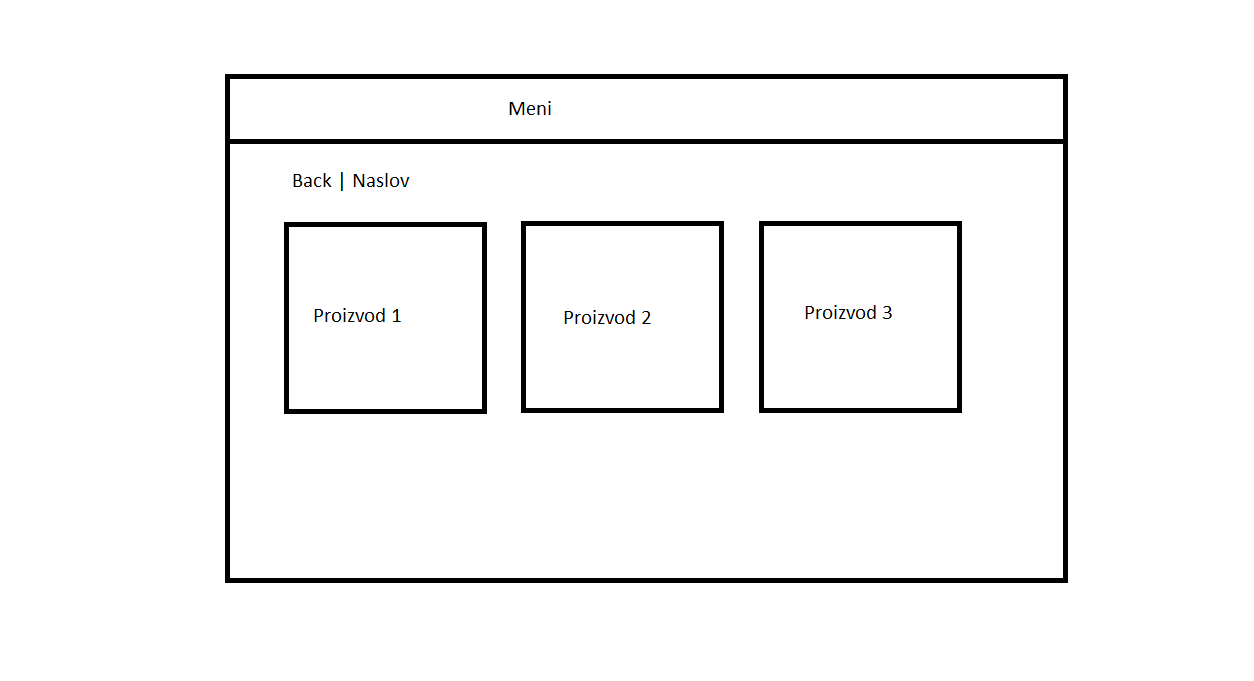 Meni
Back | Naslov
Proizvod 1
Proizvod 2
Proizvod 3